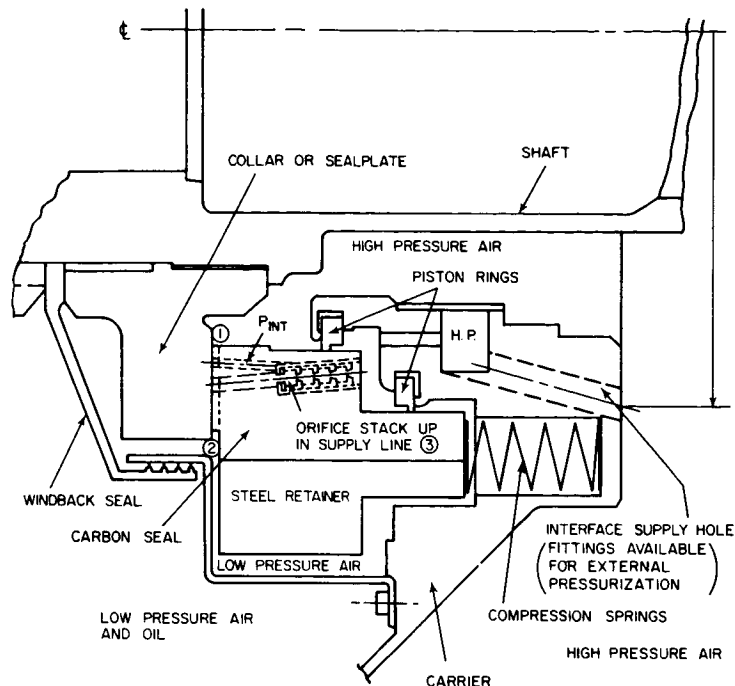 ℄
COLLAR OR SEALPLATE
SHAFT
HIGH PRESSURE AIR
PISTON RINGS
①
PINT
H.P.
ORIFICE STACK UP
IN SUPPLY LINE ③
②
WINDBACK SEAL
STEEL RETAINER
CARBON SEAL
INTERFACE SUPPLY HOLE
(FITTINGS AVAILABLE
FOR EXTERNAL
PRESSURIZATION)
LOW PRESSURE AIR
COMPRESSION SPRINGS
LOW PRESSURE AIR
AND OIL
HIGH PRESSURE AIR
CARRIER